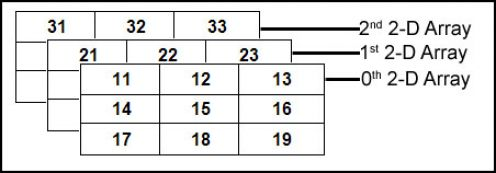 31 32 33 2nd 2-D Array
21 22 23 1st 2-D Array
11 12 13 0th 2-D Array
14 15 16
17 18 19